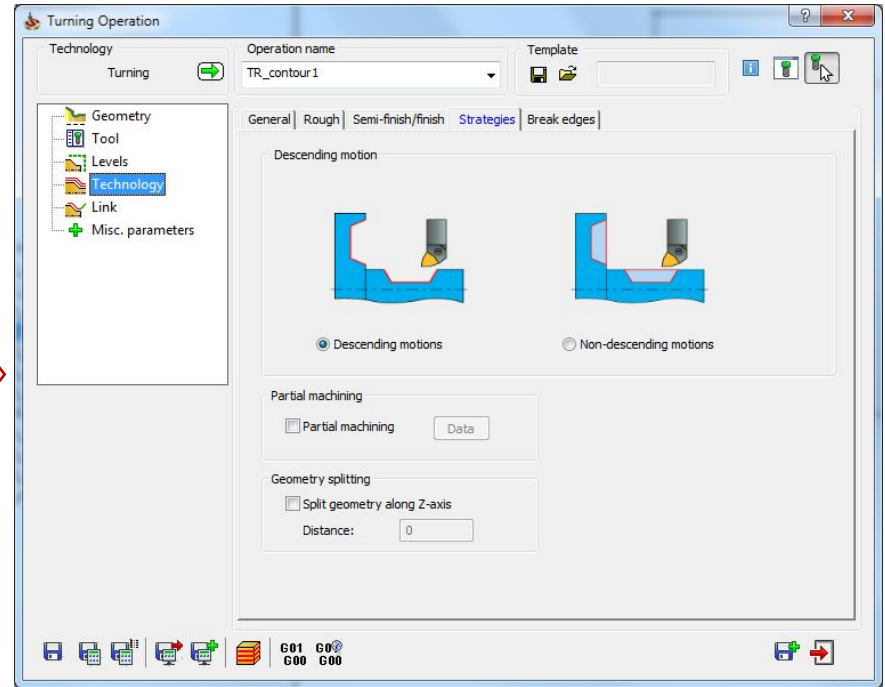 Turning Operation
Technology
Turning
Operation name
TR_contour1
Template
Geometry
Tool
Levels
Technology
Link
Misc. parameters
General
Rough
Semi-finish/finish
Strategies
Break edges
Descending motion
Descending motions
Non-descending motions
Partial machining
Partial machining
Data
Geometry splitting
Split geometry along Z-axis
Distance:
0
G01
G00
G0
G00